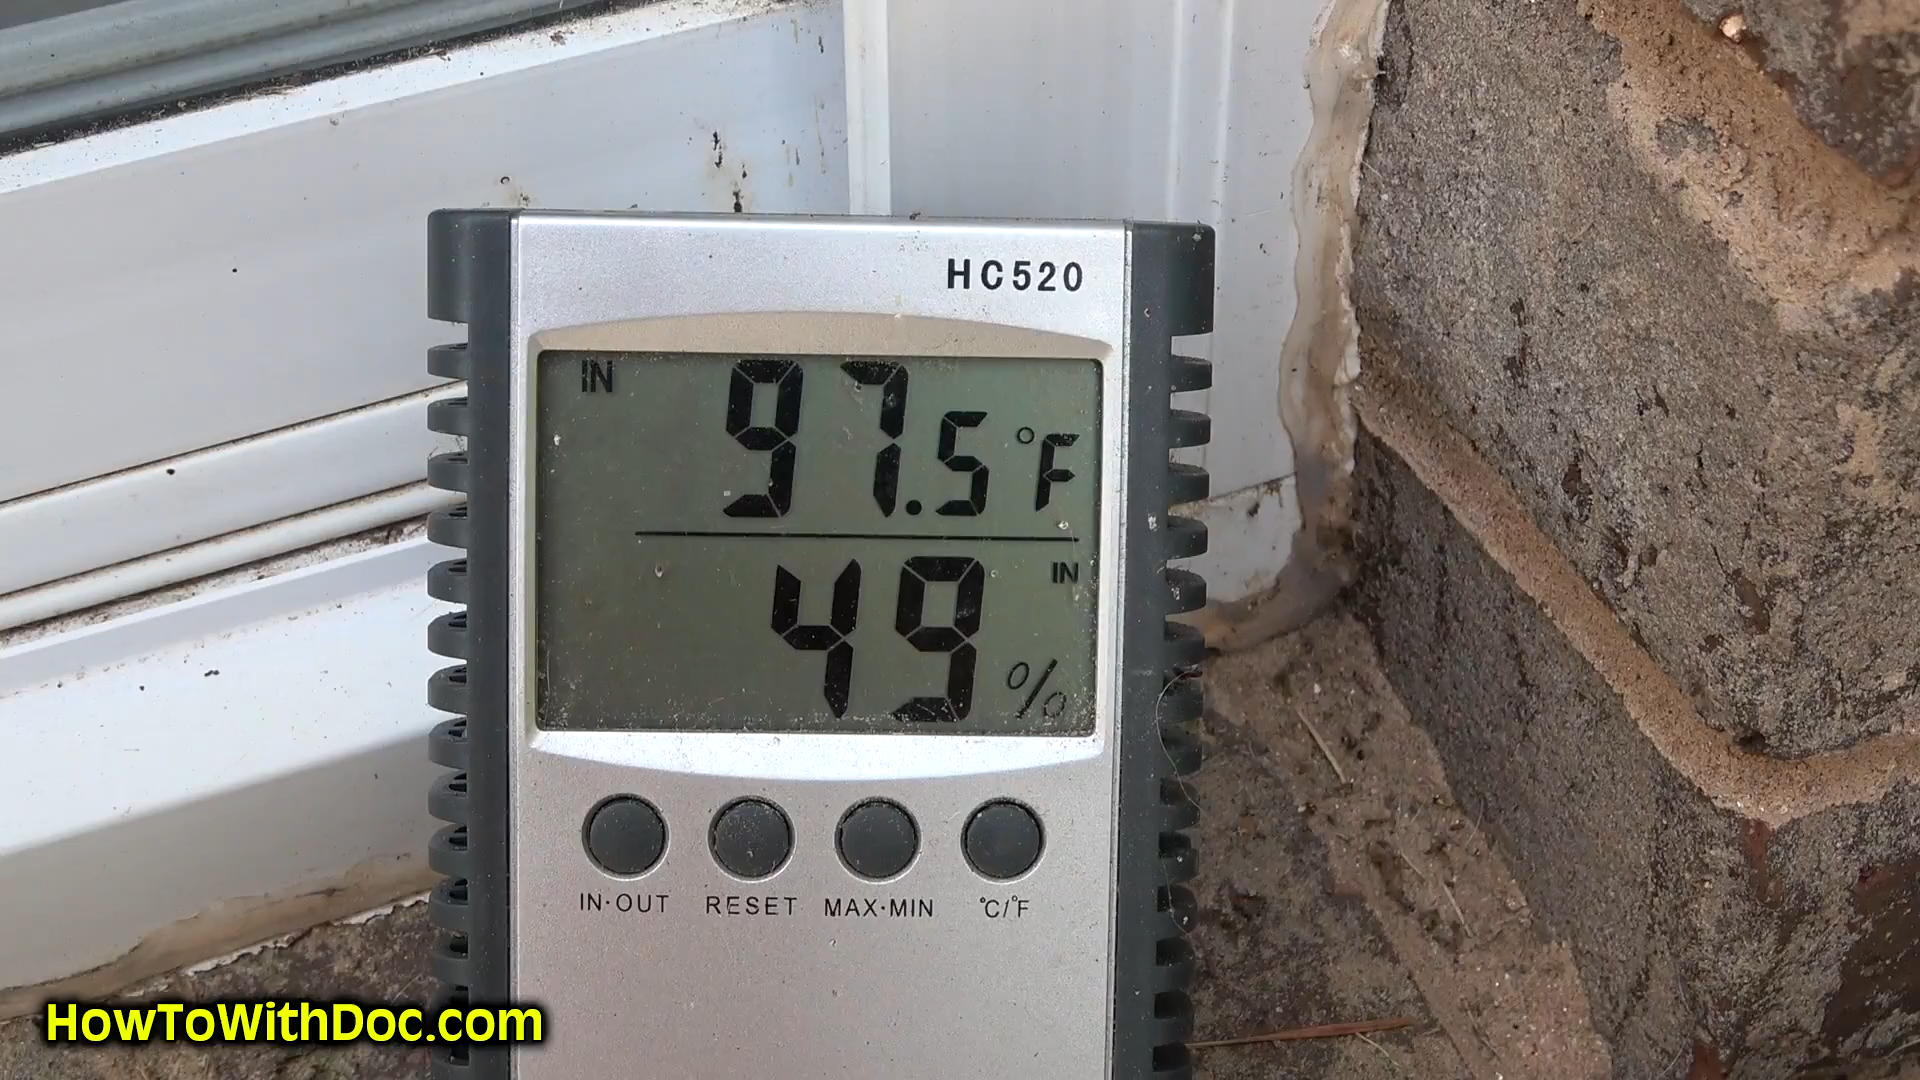 HC520
IN 97.5 °F
49 % IN
IN·OUT RESET MAX·MIN °C/°F
HowToWithDoc.com